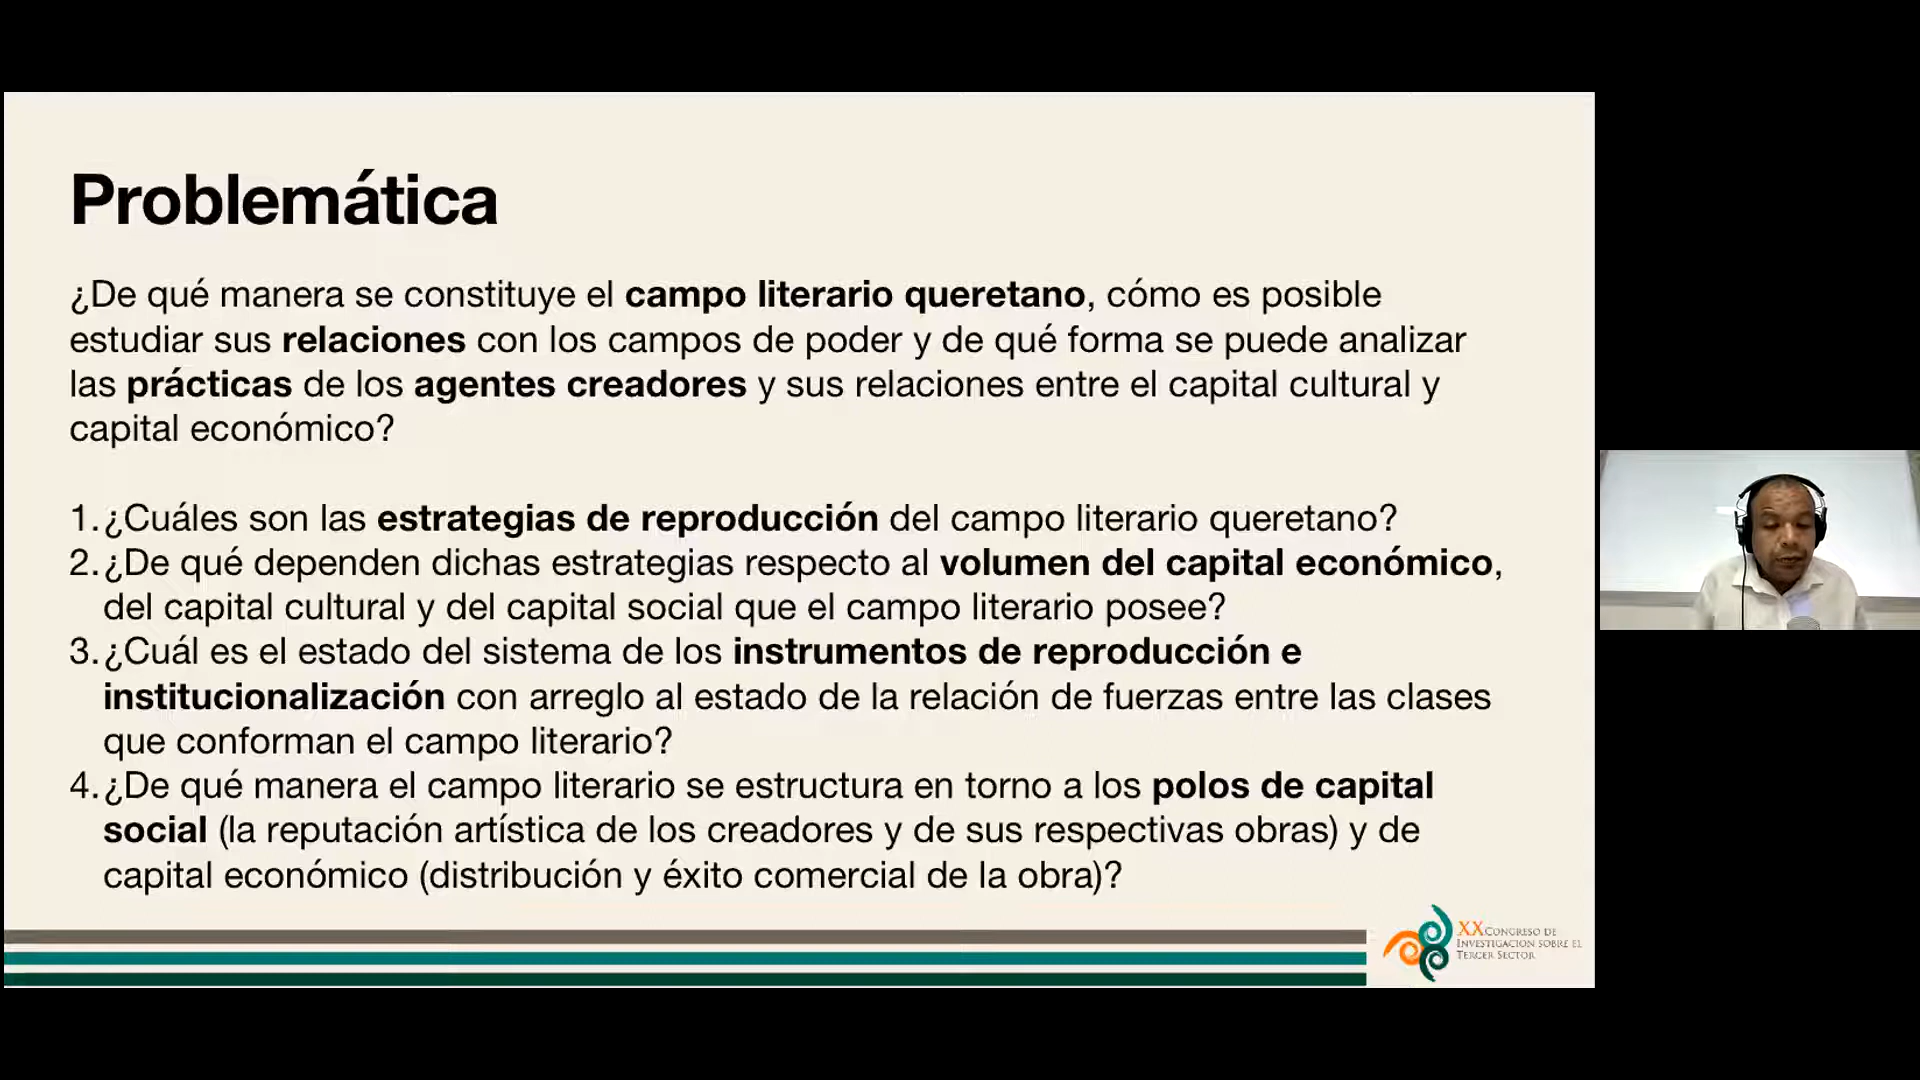 Problemática
¿De qué manera se constituye el campo literario queretano, cómo es posible
estudiar sus relaciones con los campos de poder y de qué forma se puede analizar
las prácticas de los agentes creadores y sus relaciones entre el capital cultural y
capital económico?
1. ¿Cuáles son las estrategias de reproducción del campo literario queretano?
2. ¿De qué dependen dichas estrategias respecto al volumen del capital económico,
del capital cultural y del capital social que el campo literario posee?
3. ¿Cuál es el estado del sistema de los instrumentos de reproducción e
institucionalización con arreglo al estado de la relación de fuerzas entre las clases
que conforman el campo literario?
4. ¿De qué manera el campo literario se estructura en torno a los polos de capital
social (la reputación artística de los creadores y de sus respectivas obras) y de
capital económico (distribución y éxito comercial de la obra)?
XX CONGRESO DE
INVESTIGACIÓN SOBRE EL
TERCER SECTOR